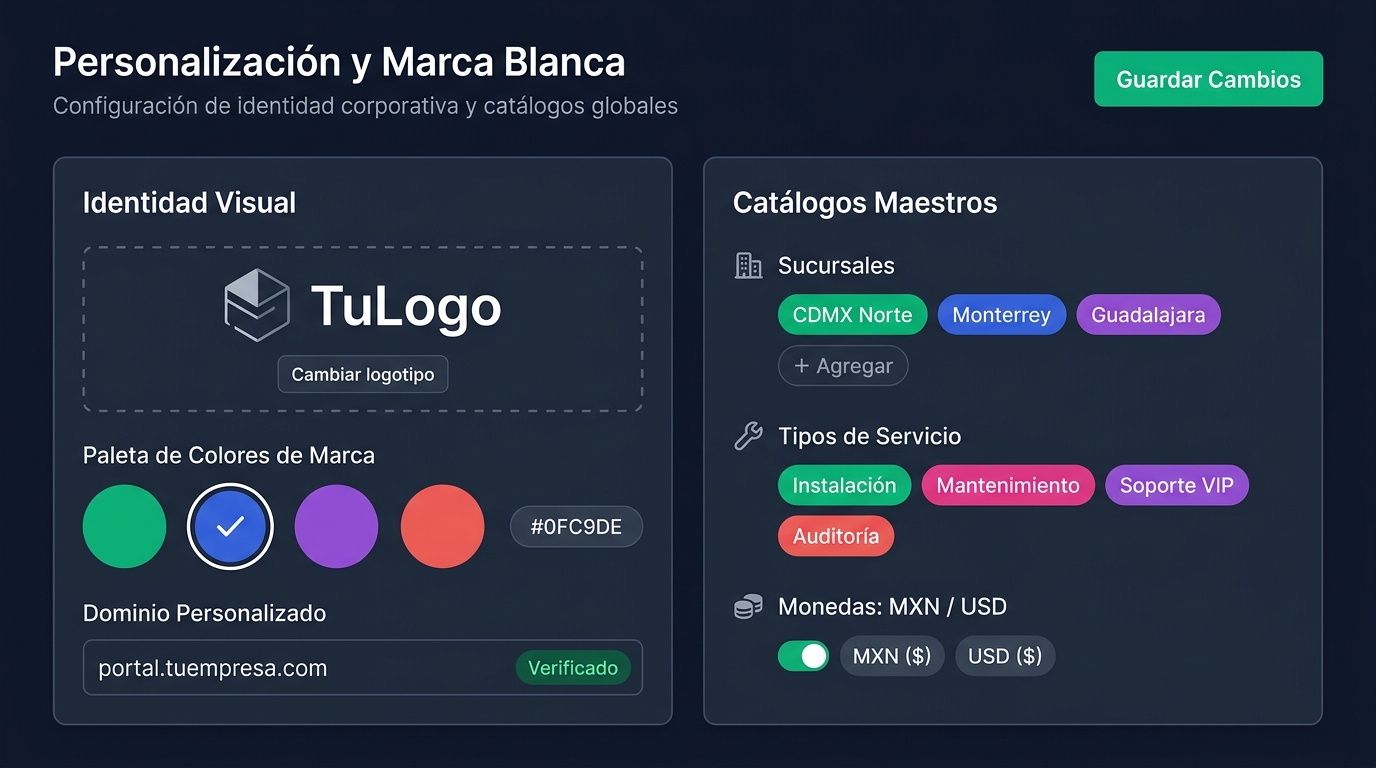 Personalización y Marca Blanca
Configuración de identidad corporativa y catálogos globales
Guardar Cambios
Identidad Visual
TuLogo
Cambiar logotipo
Paleta de Colores de Marca
#0FC9DE
Dominio Personalizado
portal.tuempresa.com
Verificado
Catálogos Maestros
Sucursales
CDMX Norte
Monterrey
Guadalajara
+ Agregar
Tipos de Servicio
Instalación
Mantenimiento
Soporte VIP
Auditoría
Monedas: MXN / USD
MXN ($)
USD ($)